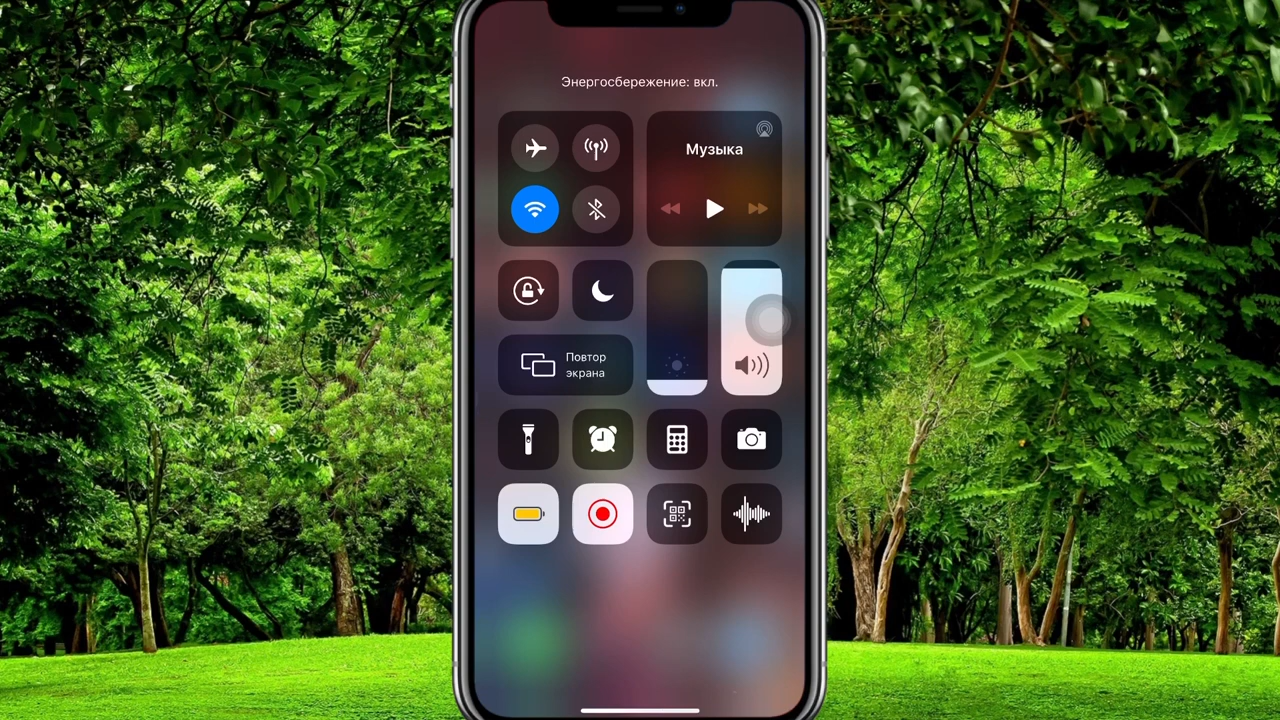 Энергосбережение: вкл.
Музыка
Повтор
экрана